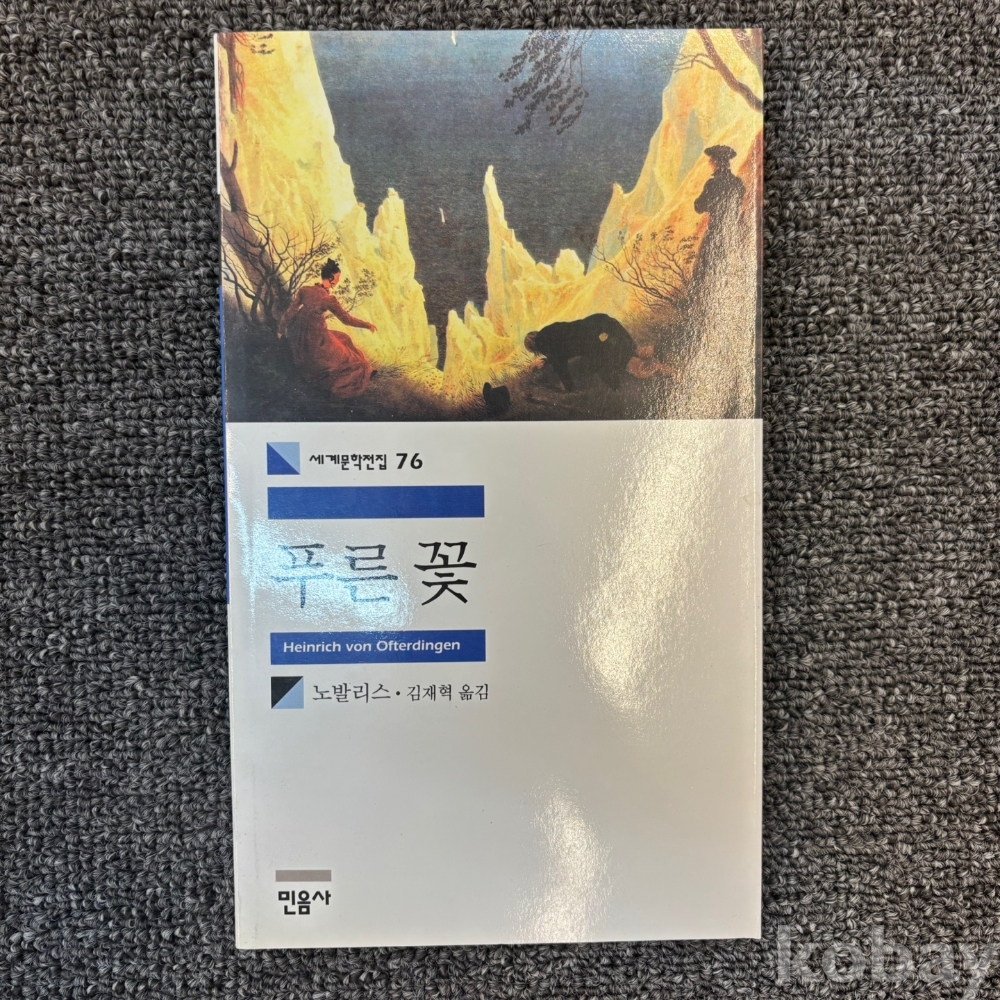 세계문학전집 76
푸른 꽃
Heinrich von Ofterdingen
노발리스 · 김재혁 옮김
민음사
kobay